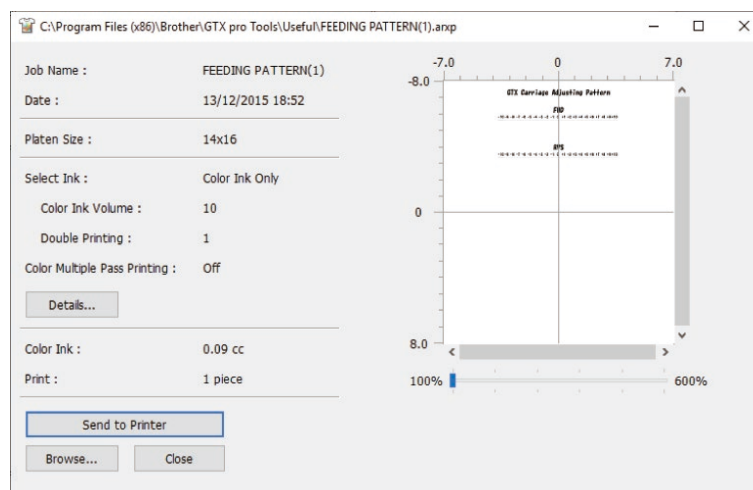 C:\Program Files (x86)\Brother\GTX pro Tools\Useful\FEEDING PATTERN(1).arxp
Job Name : FEEDING PATTERN(1)
Date : 13/12/2015 18:52
Platen Size : 14x16
Select Ink : Color Ink Only
Color Ink Volume : 10
Double Printing : 1
Color Multiple Pass Printing : Off
Details...
Color Ink : 0.09 cc
Print : 1 piece
Send to Printer
Browse... Close
-7.0 0 7.0
-8.0
GTX Carriage Adjusting Pattern
0
8.0
100% 600%